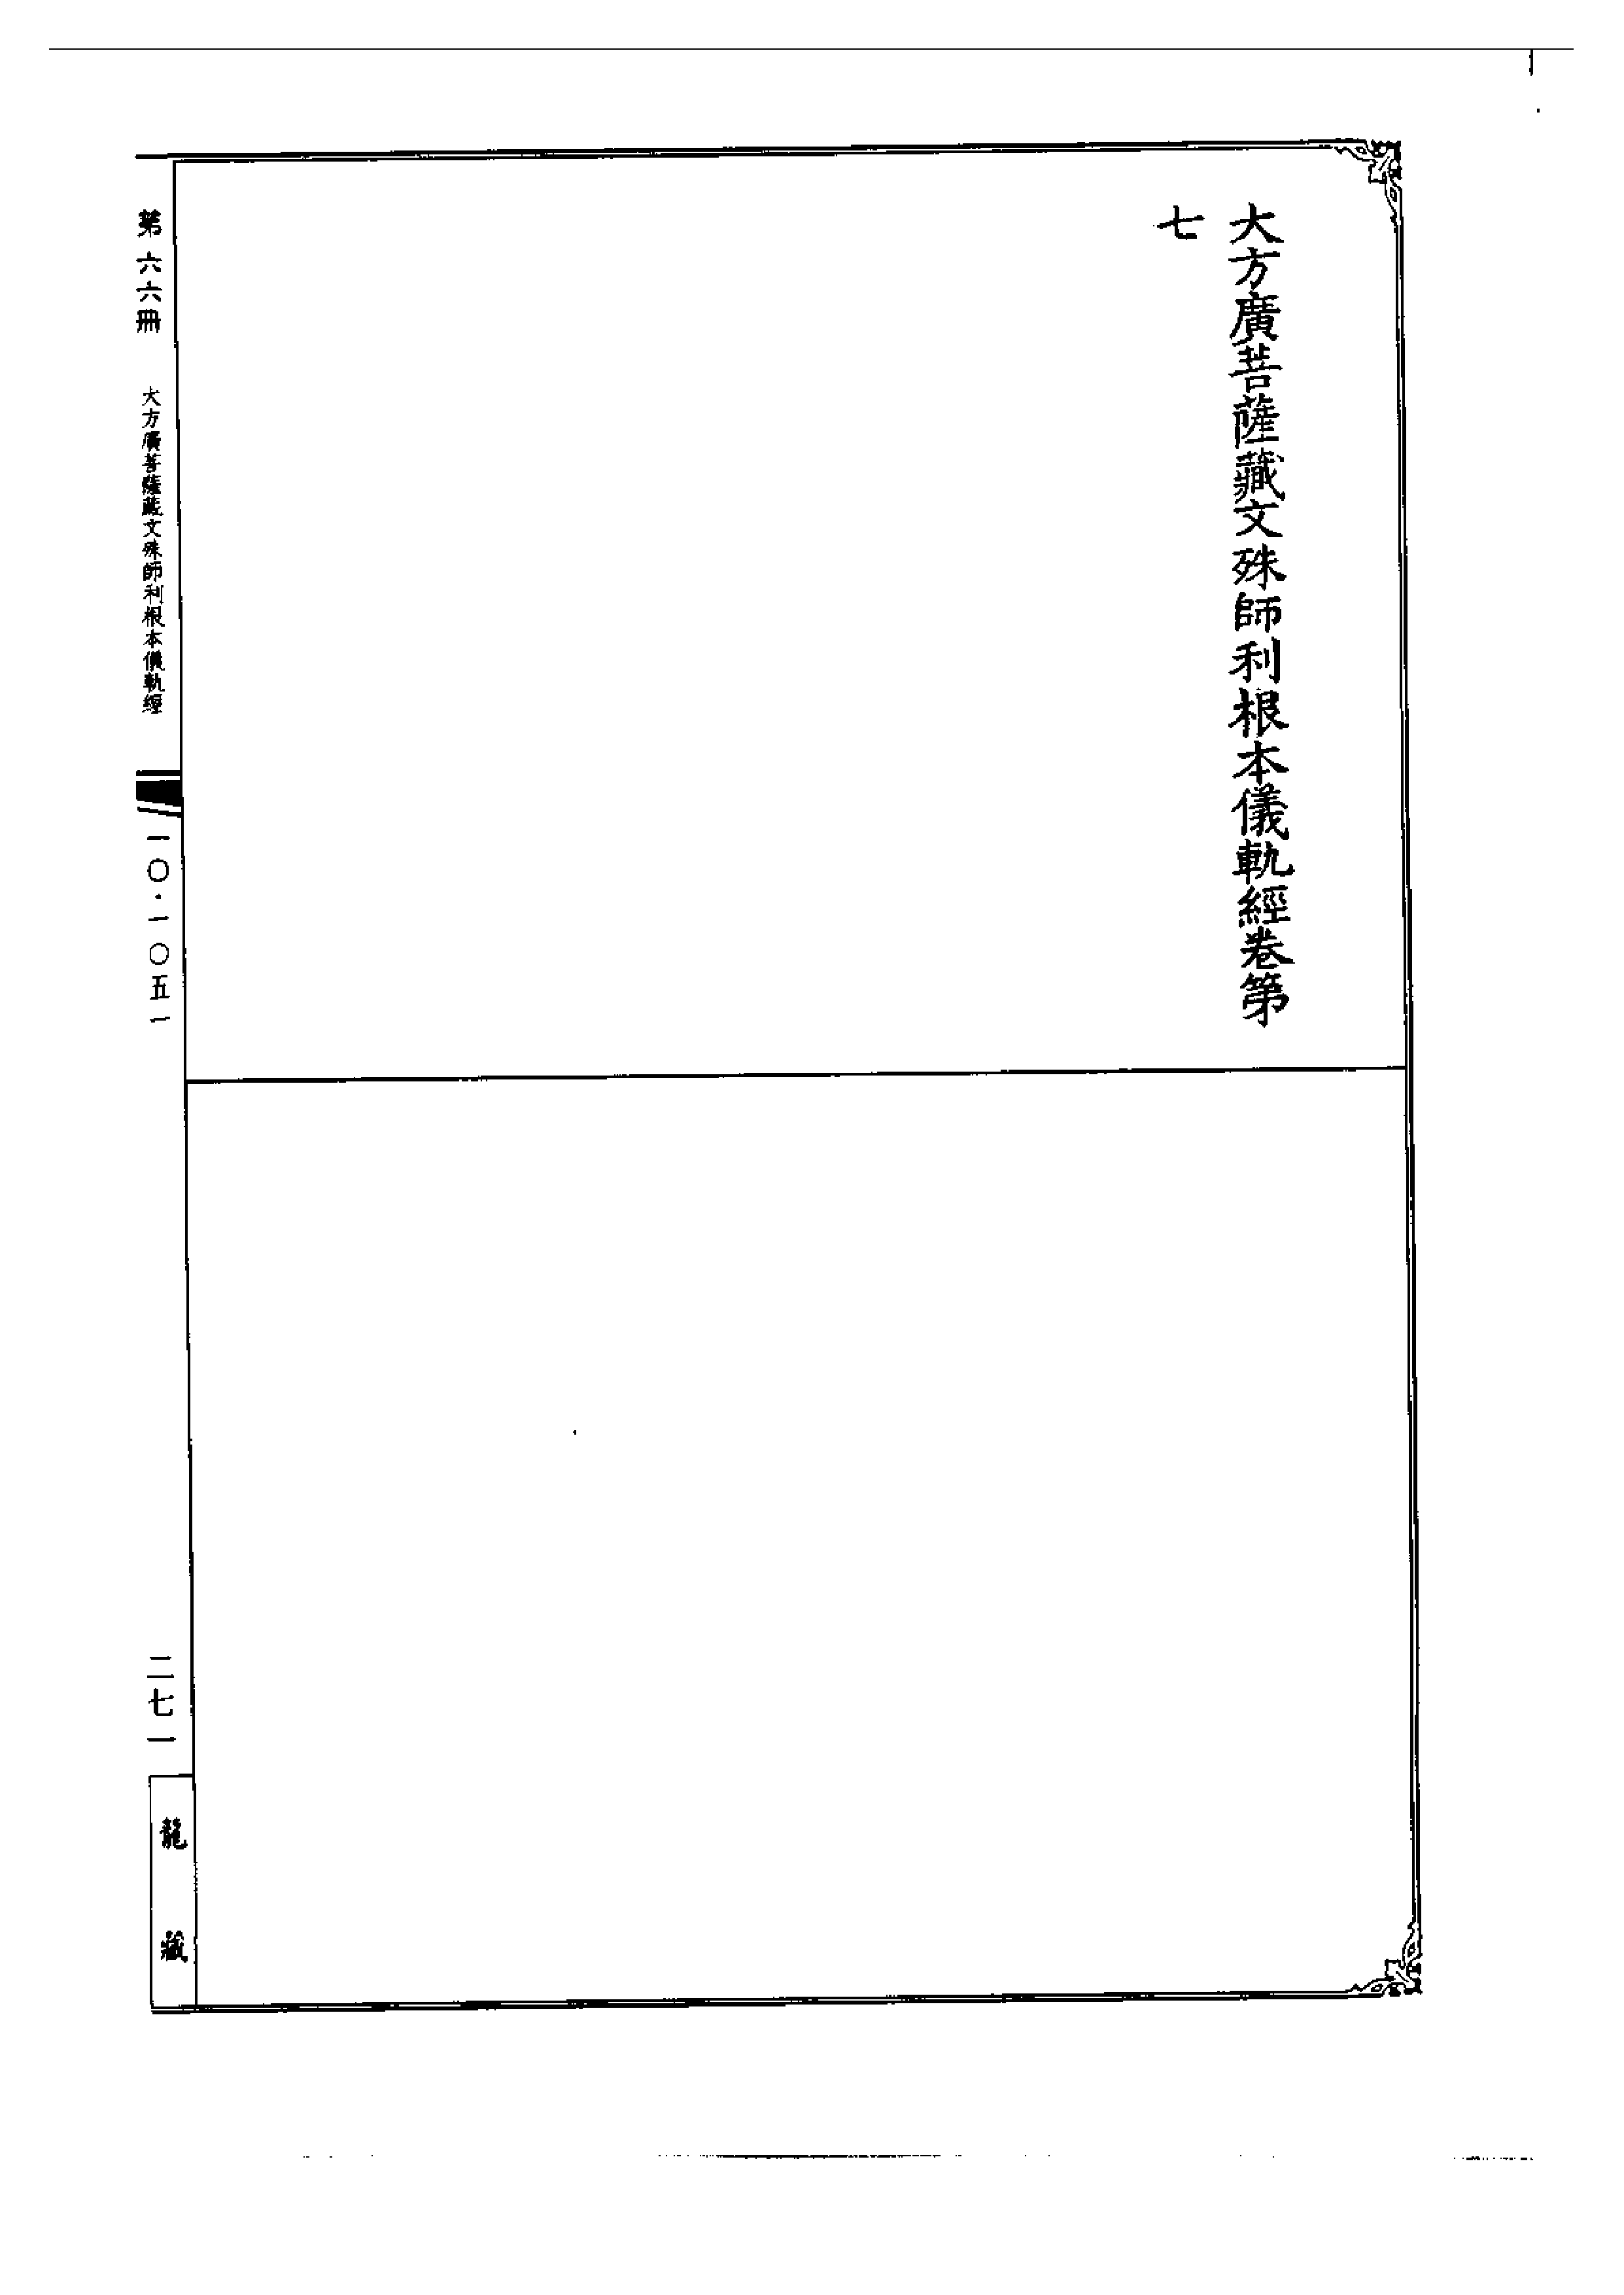 大方廣菩薩藏文殊師利根本儀軌經卷第
七
第六六冊
大方廣菩薩藏文殊師利根本儀軌經
一〇·一〇五一
二七一
龍藏